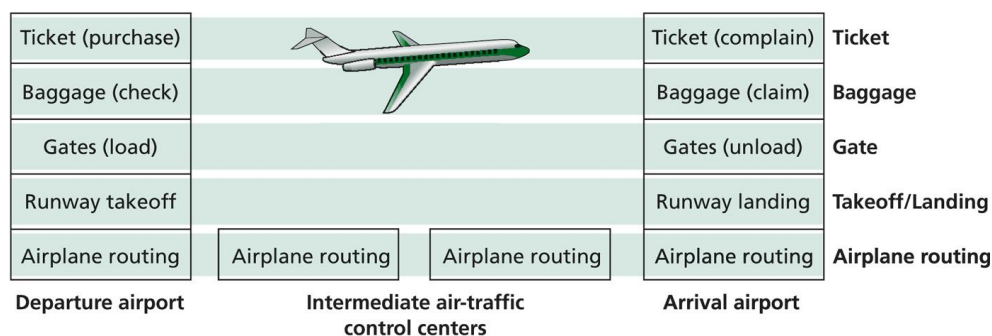 Ticket (purchase) Ticket (complain) Ticket
Baggage (check) Baggage (claim) Baggage
Gates (load) Gates (unload) Gate
Runway takeoff Runway landing Takeoff/Landing
Airplane routing Airplane routing Airplane routing Airplane routing Airplane routing
Departure airport Intermediate air-traffic Arrival airport
control centers